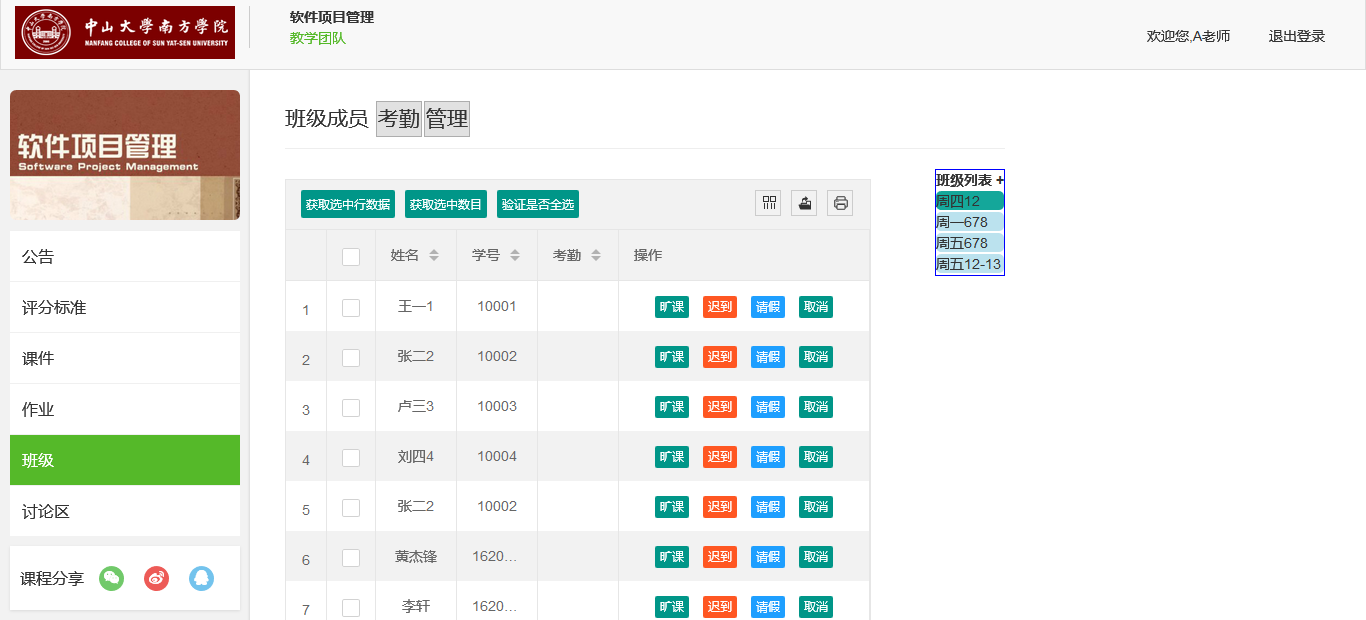 中山大学南方学院
NANFANG COLLEGE OF SUN YAT-SEN UNIVERSITY
软件项目管理
教学团队
欢迎您,A老师
退出登录
软件项目管理
Software Project Management
公告
评分标准
课件
作业
班级
讨论区
课程分享
班级成员 考勤 管理
获取选中行数据 获取选中数目 验证是否全选
姓名 学号 考勤 操作
1 王一1 10001 旷课 迟到 请假 取消
2 张二2 10002 旷课 迟到 请假 取消
3 卢三3 10003 旷课 迟到 请假 取消
4 刘四4 10004 旷课 迟到 请假 取消
5 张二2 10002 旷课 迟到 请假 取消
6 黄杰锋 1620... 旷课 迟到 请假 取消
7 李轩 1620... 旷课 迟到 请假 取消
班级列表 +
周四12
周一678
周五678
周五12-13